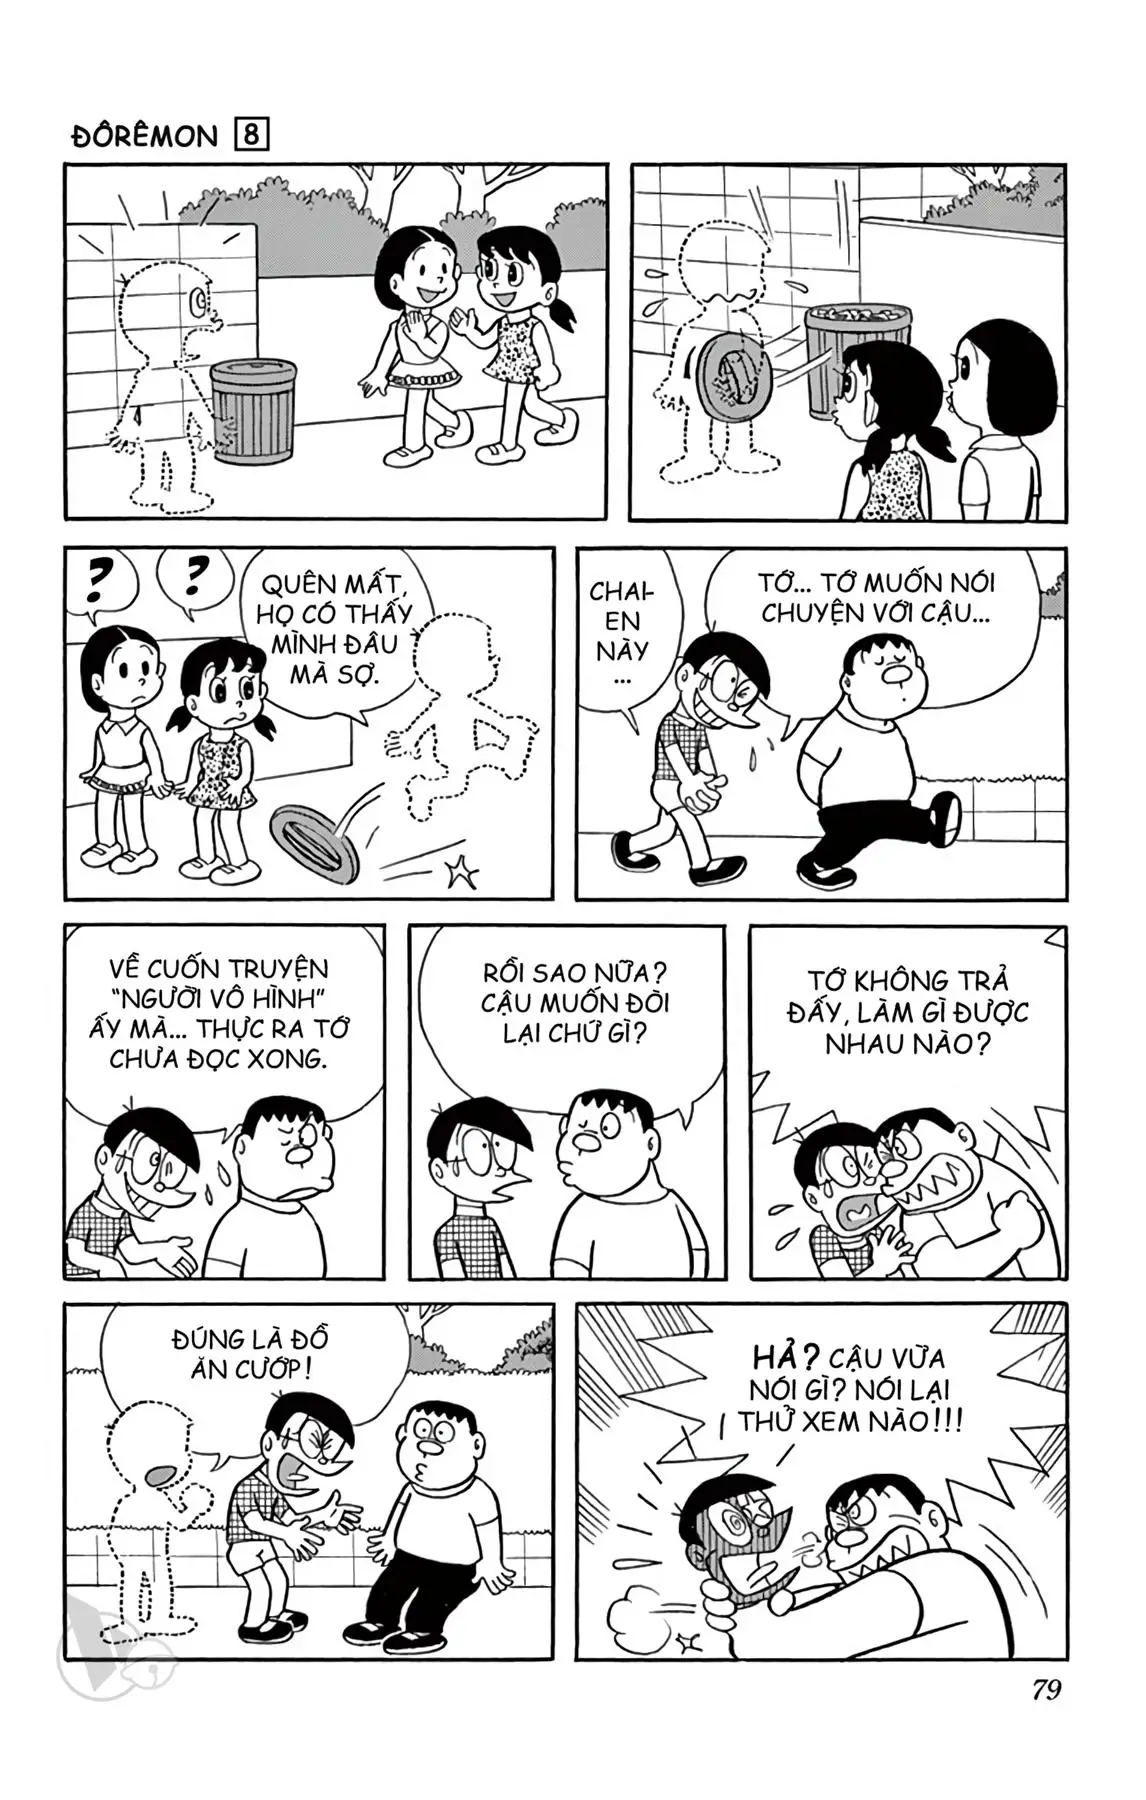 ĐÔRÊMON 8
?
?
QUÊN MẤT,
HỌ CÓ THẤY
MÌNH ĐÂU
MÀ SỢ.
CHAI-
EN
NÀY
...
TỚ... TỚ MUỐN NÓI
CHUYỆN VỚI CẬU...
VỀ CUỐN TRUYỆN
“NGƯỜI VÔ HÌNH”
ẤY MÀ... THỰC RA TỚ
CHƯA ĐỌC XONG.
RỒI SAO NỮA?
CẬU MUỐN ĐÒI
LẠI CHỨ GÌ?
TỚ KHÔNG TRẢ
ĐẤY, LÀM GÌ ĐƯỢC
NHAU NÀO?
ĐÚNG LÀ ĐỒ
ĂN CƯỚP!
HẢ? CẬU VỪA
NÓI GÌ? NÓI LẠI
THỬ XEM NÀO!!!
79